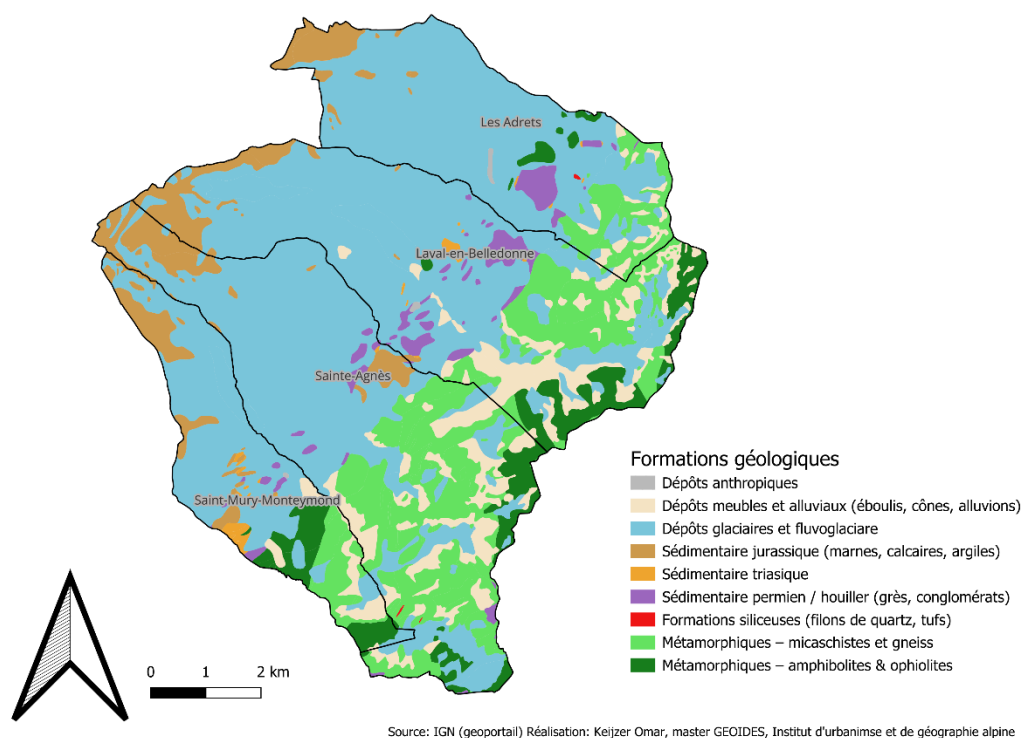 Les Adrets
Laval-en-Belledonne
Sainte-Agnès
Saint-Mury-Monteymond
Formations géologiques
Dépôts anthropiques
Dépôts meubles et alluviaux (éboulis, cônes, alluvions)
Dépôts glaciaires et fluvoglaciare
Sédimentaire jurassique (marnes, calcaires, argiles)
Sédimentaire triasique
Sédimentaire permien / houiller (grès, conglomérats)
Formations siliceuses (filons de quartz, tufs)
Métamorphiques – micaschistes et gneiss
Métamorphiques – amphibolites & ophiolites
0 1 2 km
Source: IGN (geoportail) Réalisation: Keijzer Omar, master GEOIDES, Institut d'urbanimse et de géographie alpine